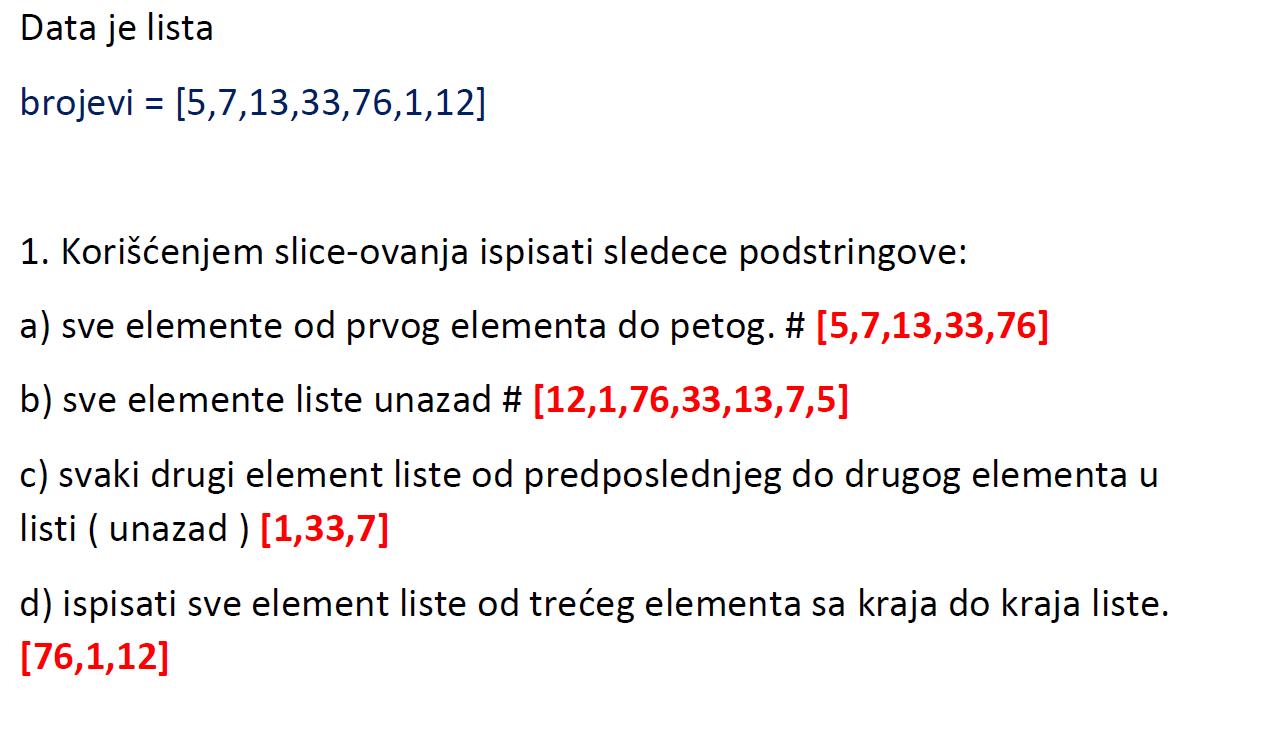 Data je lista
brojevi = [5,7,13,33,76,1,12]
1. Korišćenjem slice-ovanja ispisati sledece podstringove:
a) sve elemente od prvog elementa do petog. # [5,7,13,33,76]
b) sve elemente liste unazad # [12,1,76,33,13,7,5]
c) svaki drugi element liste od predposlednjeg do drugog elementa u
listi ( unazad ) [1,33,7]
d) ispisati sve element liste od trećeg elementa sa kraja do kraja liste.
[76,1,12]